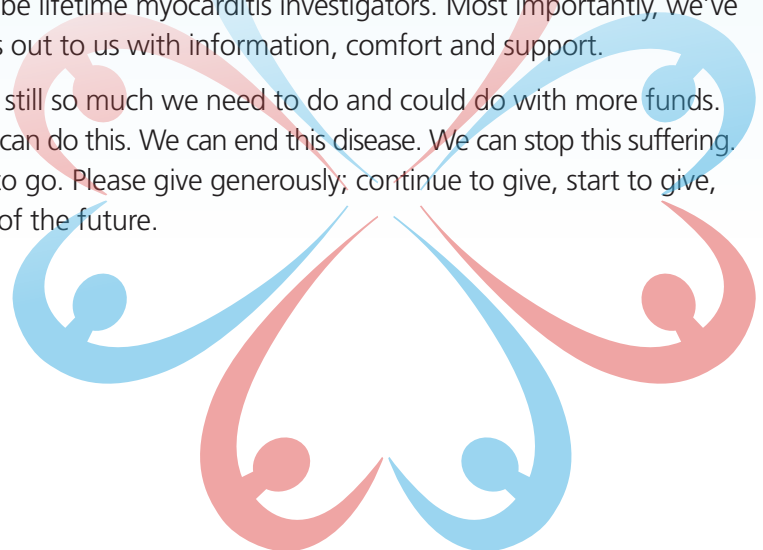 be lifetime myocarditis investigators. Most importantly, we've
s out to us with information, comfort and support.
still so much we need to do and could do with more funds.
can do this. We can end this disease. We can stop this suffering.
to go. Please give generously; continue to give, start to give,
of the future.